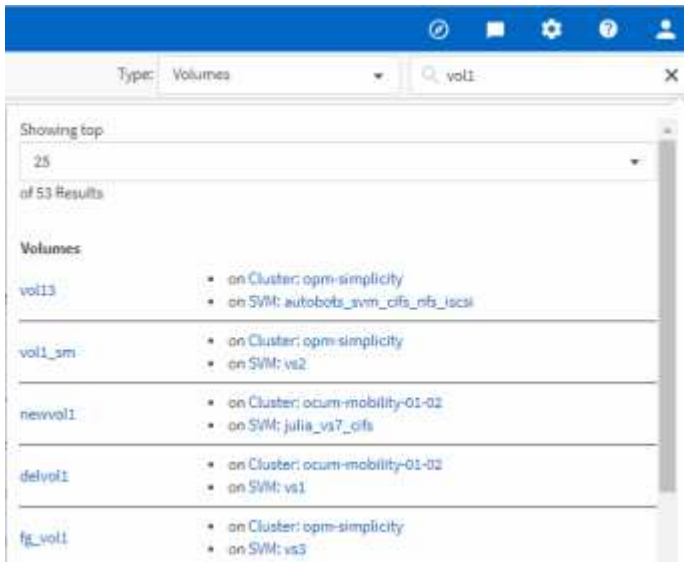 Type: Volumes vol1
Showing top
25
of 53 Results
Volumes
vol13
on Cluster: opm-simplicity
on SVM: autobots_svm_cifs_nfs_iscsi
vol1_sm
on Cluster: opm-simplicity
on SVM: vs2
newvol1
on Cluster: ocum-mobility-01-02
on SVM: julia_vs7_cifs
delvol1
on Cluster: ocum-mobility-01-02
on SVM: vs1
fg_vol1
on Cluster: opm-simplicity
on SVM: vs3